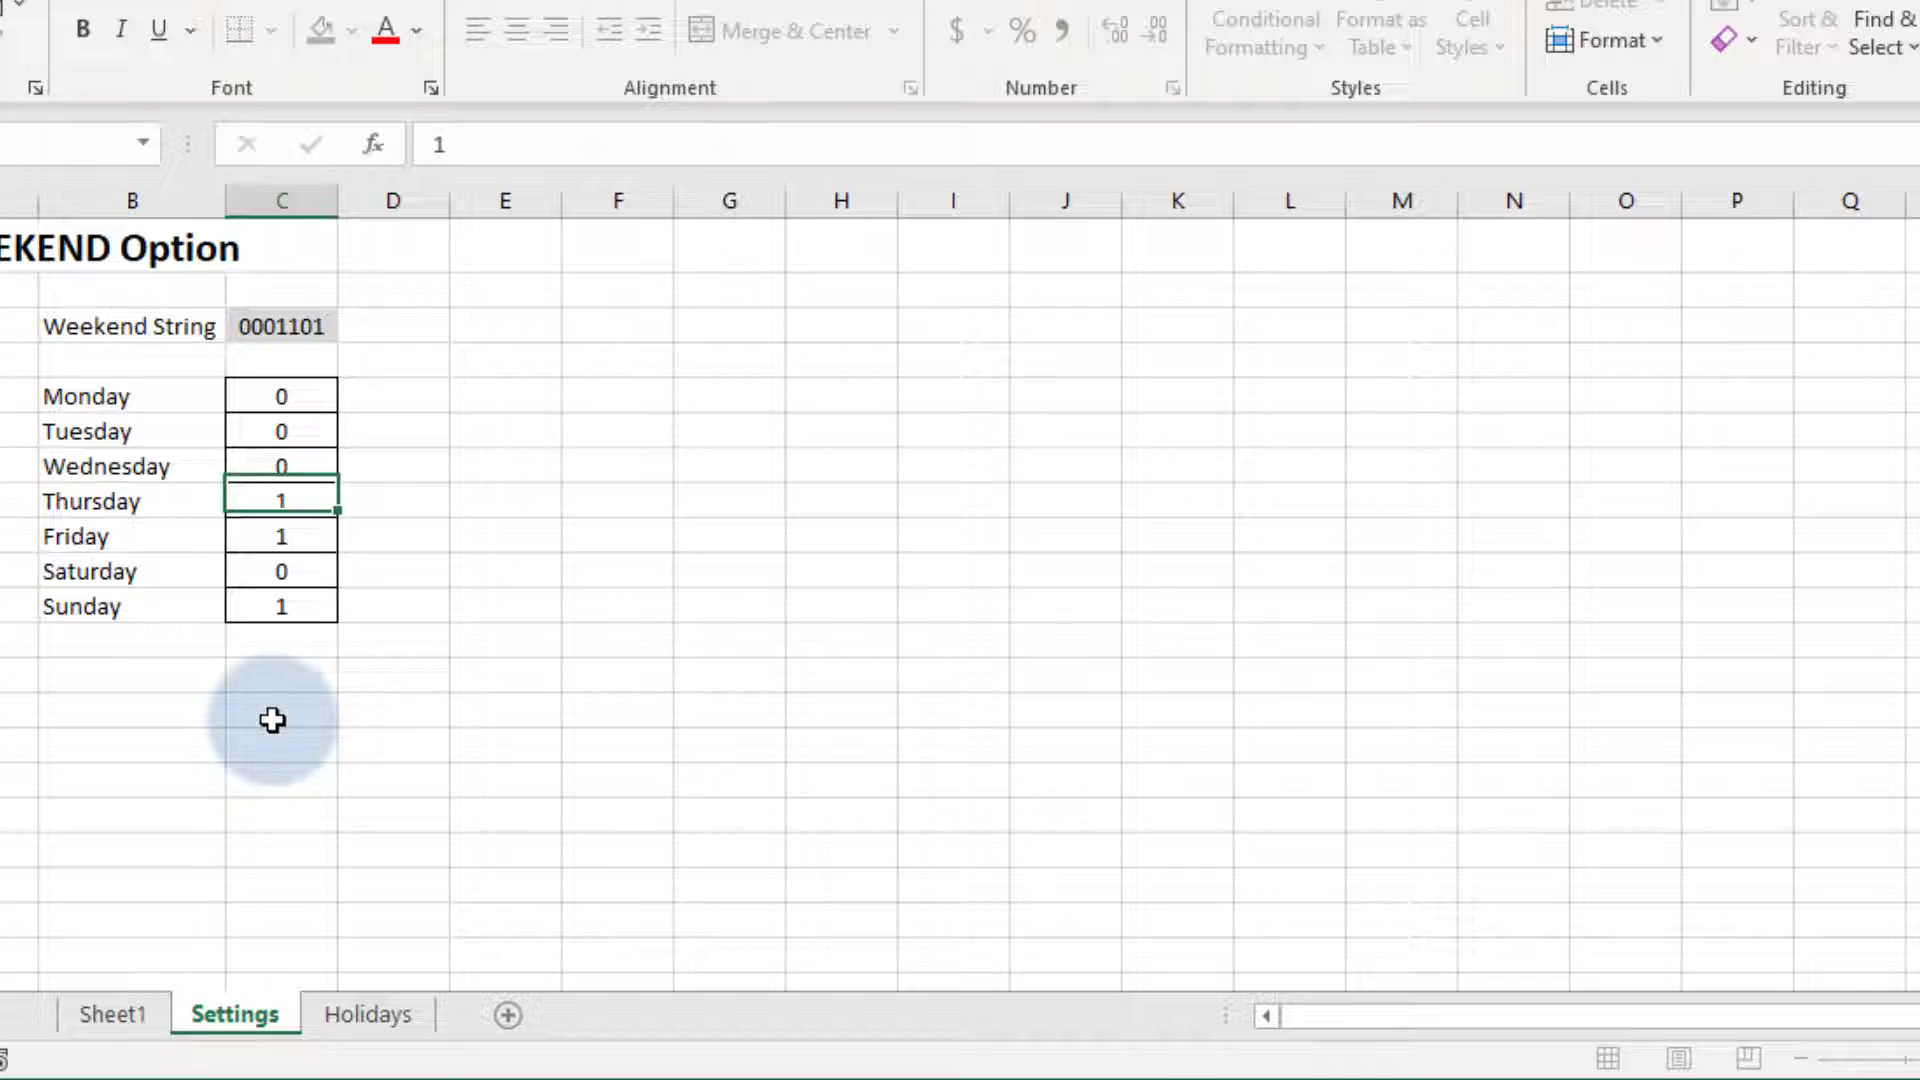 B I U A
Merge & Center
$ % 9
Conditional Formatting
Format as Table
Cell Styles
Format
Sort & Filter
Find & Select
Font Alignment Number Styles Cells Editing
fx 1
B C D E F G H I J K L M N O P Q
EKEND Option
Weekend String 0001101
Monday 0
Tuesday 0
Wednesday 0
Thursday 1
Friday 1
Saturday 0
Sunday 1
Sheet1 Settings Holidays